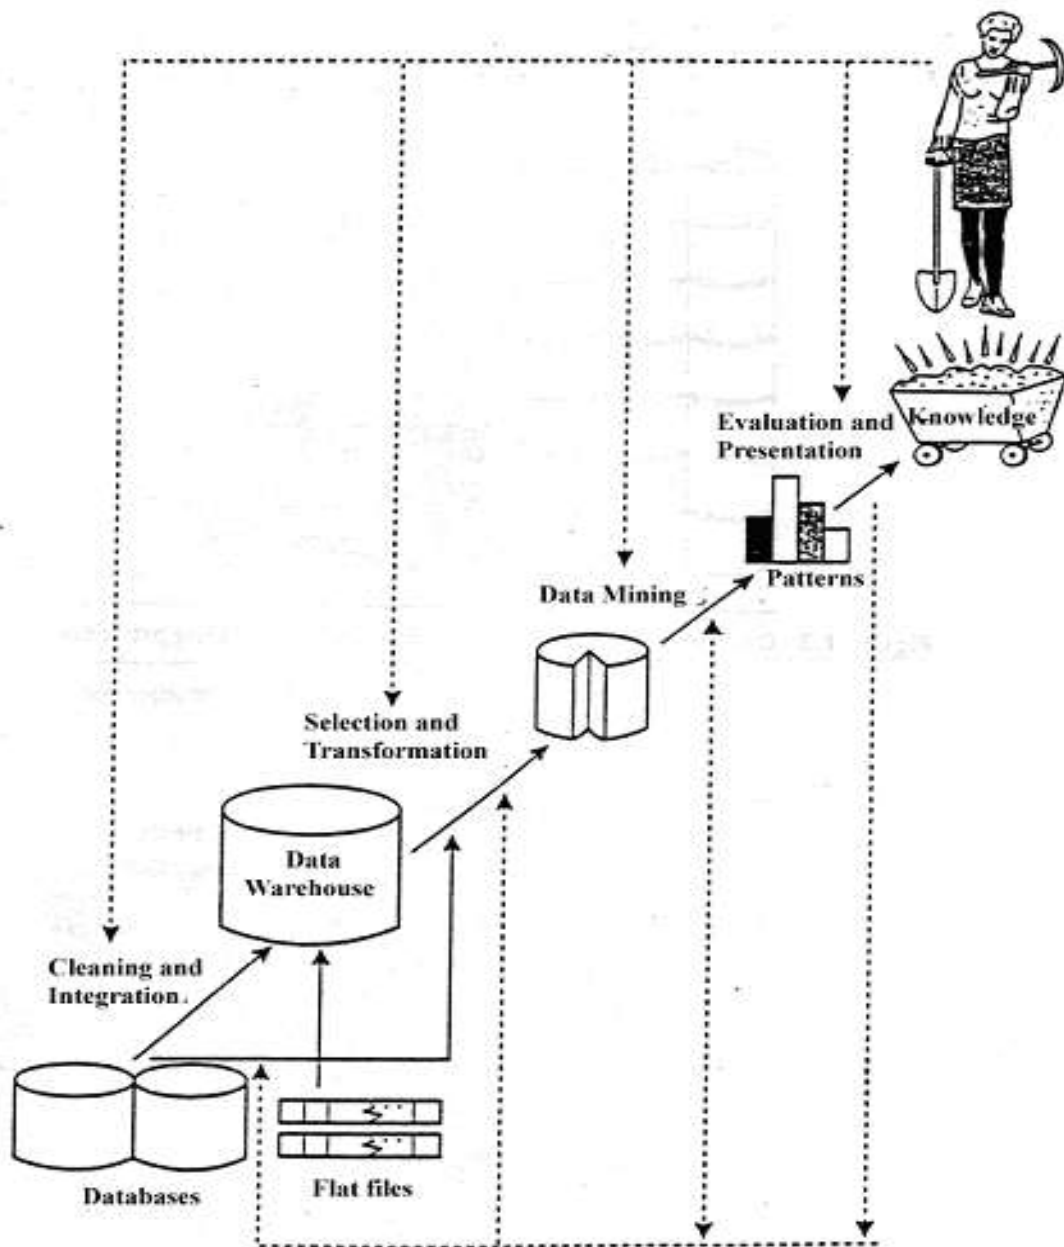 Knowledge
Evaluation and
Presentation
Patterns
Data Mining
Selection and
Transformation
Data
Warehouse
Cleaning and
Integration
Databases
Flat files